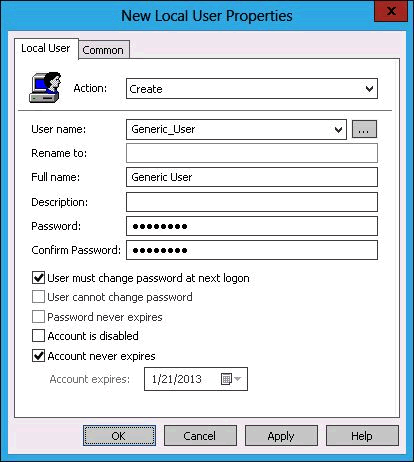 New Local User Properties
X
Local User Common
Action: Create
User name: Generic_User ...
Rename to:
Full name: Generic User
Description:
Password: ●●●●●●●●
Confirm Password: ●●●●●●●●
User must change password at next logon
User cannot change password
Password never expires
Account is disabled
Account never expires
Account expires: 1/21/2013
OK Cancel Apply Help